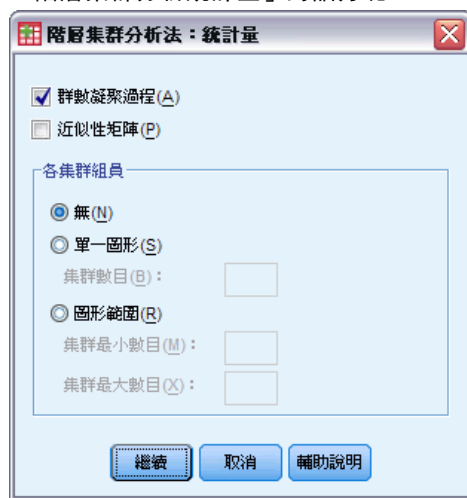 階層集群分析法：統計量
群數凝聚過程(A)
近似性矩陣(P)
各集群組員
無(N)
單一圖形(S)
集群數目(B)：
圖形範圍(R)
集群最小數目(M)：
集群最大數目(X)：
繼續 取消 輔助說明